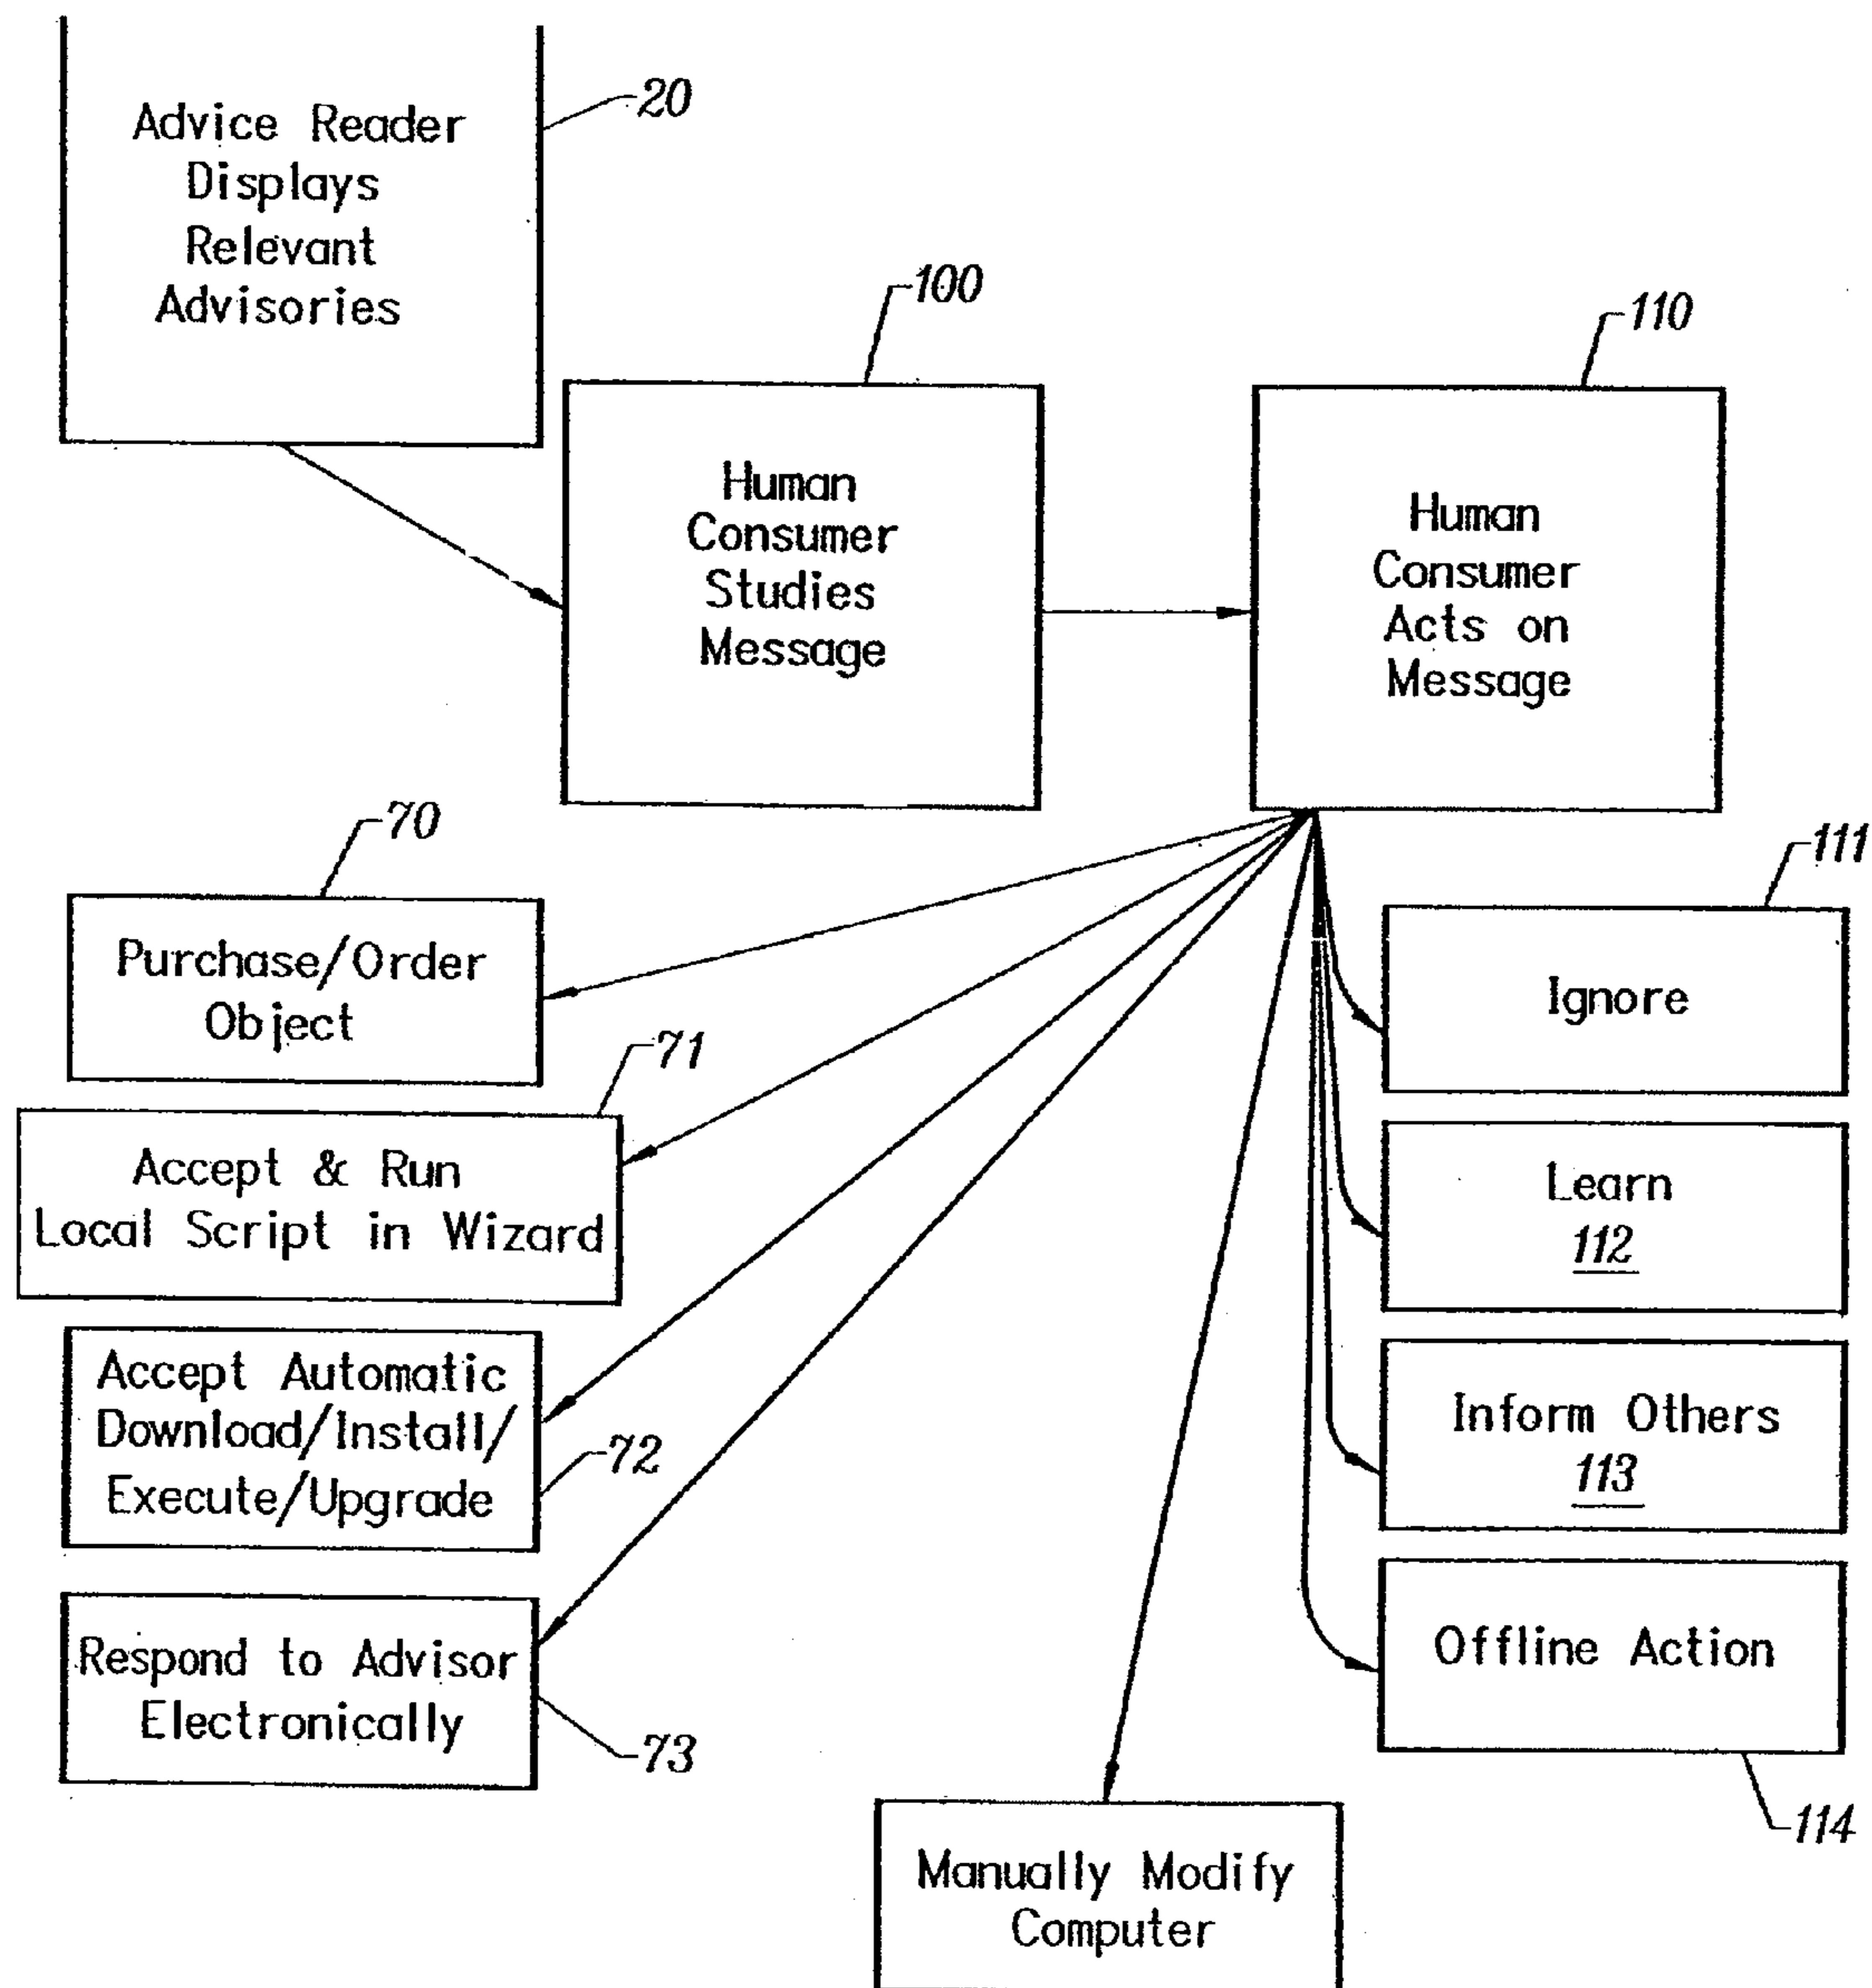 Advice Reader
Displays
Relevant
Advisories
20
Human
Consumer
Studies
Message
100
Human
Consumer
Acts on
Message
110
Purchase/Order
Object
70
Accept & Run
Local Script in Wizard
71
Accept Automatic
Download/Install/
Execute/Upgrade
72
Respond to Advisor
Electronically
73
Manually Modify
Computer
Ignore
111
Learn
112
Inform Others
113
Offline Action
114